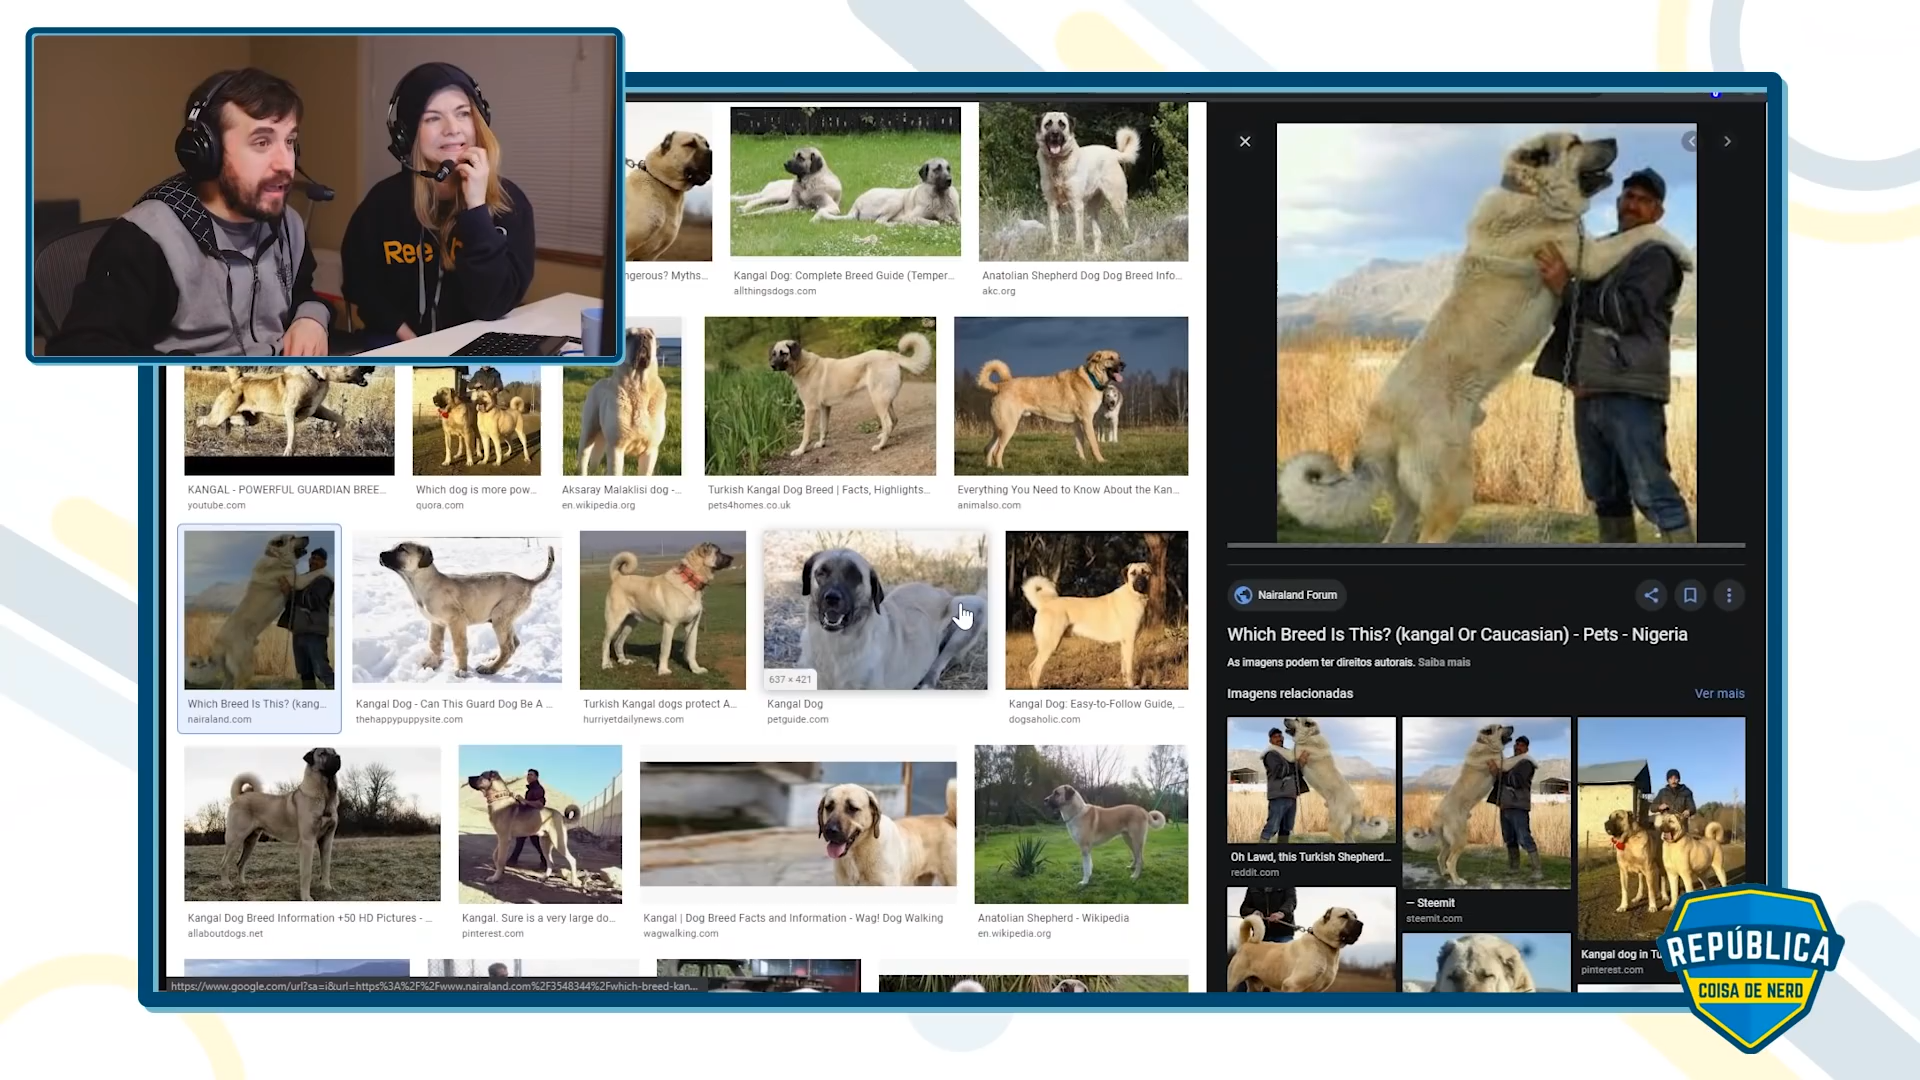 Ree
ngerous? Myths...
Kangal Dog: Complete Breed Guide (Temper...
allthingsdogs.com
Anatolian Shepherd Dog Dog Breed Info...
akc.org
KANGAL - POWERFUL GUARDIAN BREE...
youtube.com
Which dog is more pow...
quora.com
Aksaray Malaklisi dog -...
en.wikipedia.org
Turkish Kangal Dog Breed | Facts, Highlights...
pets4homes.co.uk
Everything You Need to Know About the Kan...
animalso.com
Which Breed Is This? (kang...
nairaland.com
Kangal Dog - Can This Guard Dog Be A ...
thehappypuppysite.com
Turkish Kangal dogs protect A...
hurriyetdailynews.com
637 × 421
Kangal Dog
petguide.com
Kangal Dog: Easy-to-Follow Guide, ...
dogsaholic.com
Kangal Dog Breed Information +50 HD Pictures - ...
allaboutdogs.net
Kangal. Sure is a very large do...
pinterest.com
Kangal | Dog Breed Facts and Information - Wag! Dog Walking
wagwalking.com
Anatolian Shepherd - Wikipedia
en.wikipedia.org
https://www.google.com/url?sa=i&url=https%3A%2F%2Fwww.nairaland.com%2F3548344%2Fwhich-breed-kan...
Nairaland Forum
Which Breed Is This? (kangal Or Caucasian) - Pets - Nigeria
As imagens podem ter direitos autorais. Saiba mais
Imagens relacionadas
Ver mais
Oh Lawd, this Turkish Shepherd...
reddit.com
— Steemit
steemit.com
Kangal dog in Tu
pinterest.com
REPÚBLICA
COISA DE NERD